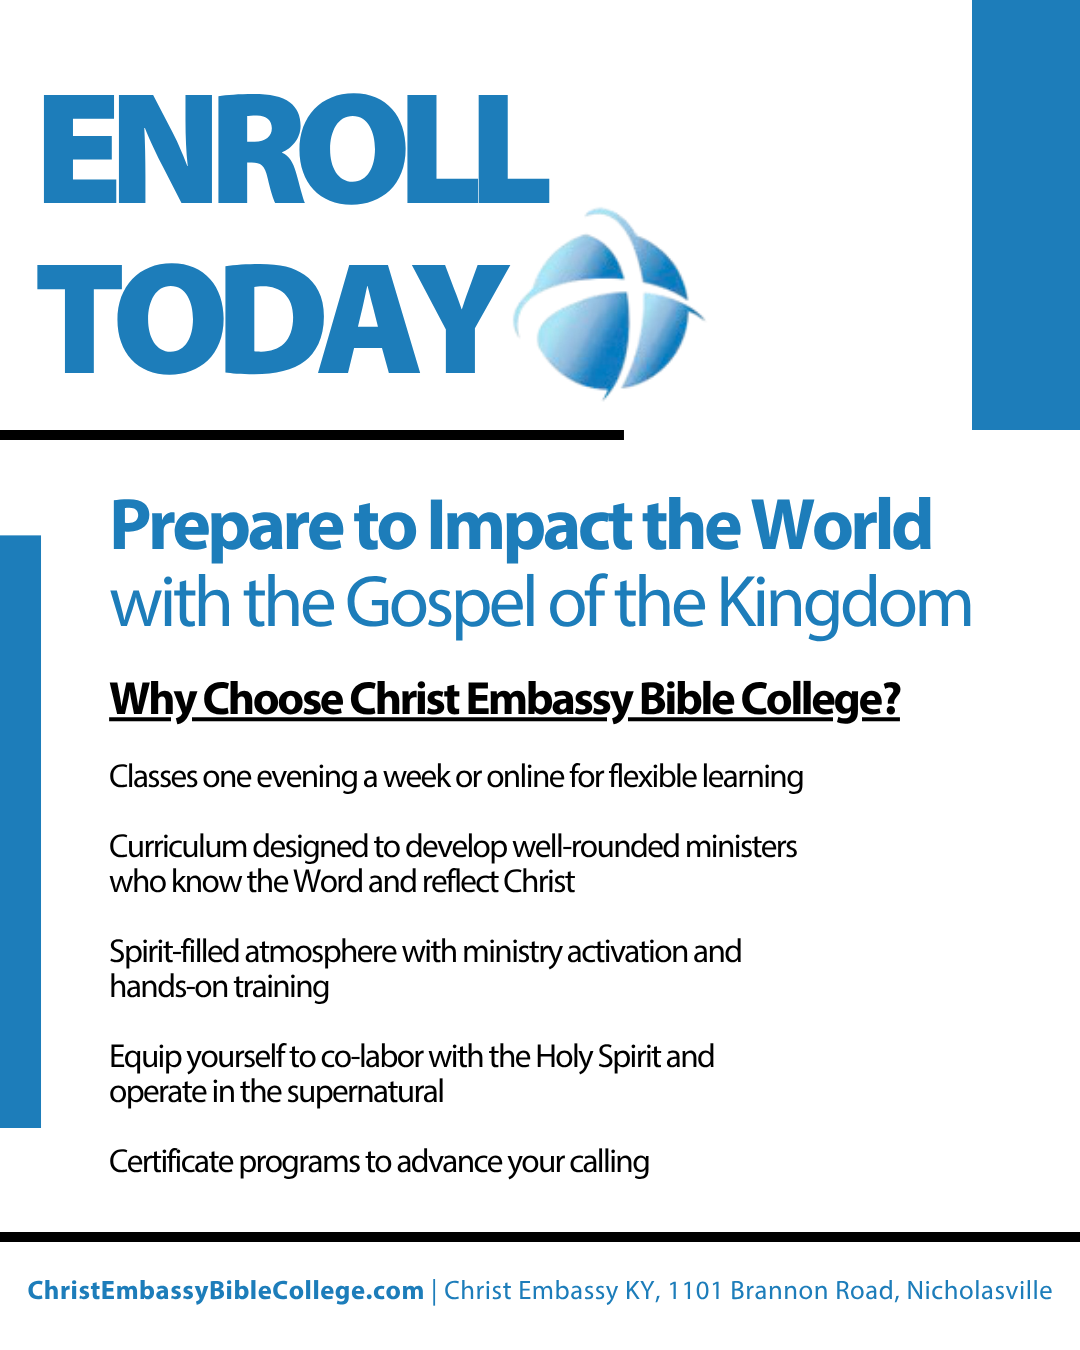 ENROLL
TODAY
Prepare to Impact the World
with the Gospel of the Kingdom
Why Choose Christ Embassy Bible College?
Classes one evening a week or online for flexible learning
Curriculum designed to develop well-rounded ministers
who know the Word and reflect Christ
Spirit-filled atmosphere with ministry activation and
hands-on training
Equip yourself to co-labor with the Holy Spirit and
operate in the supernatural
Certificate programs to advance your calling
ChristEmbassyBibleCollege.com | Christ Embassy KY, 1101 Brannon Road, Nicholasville